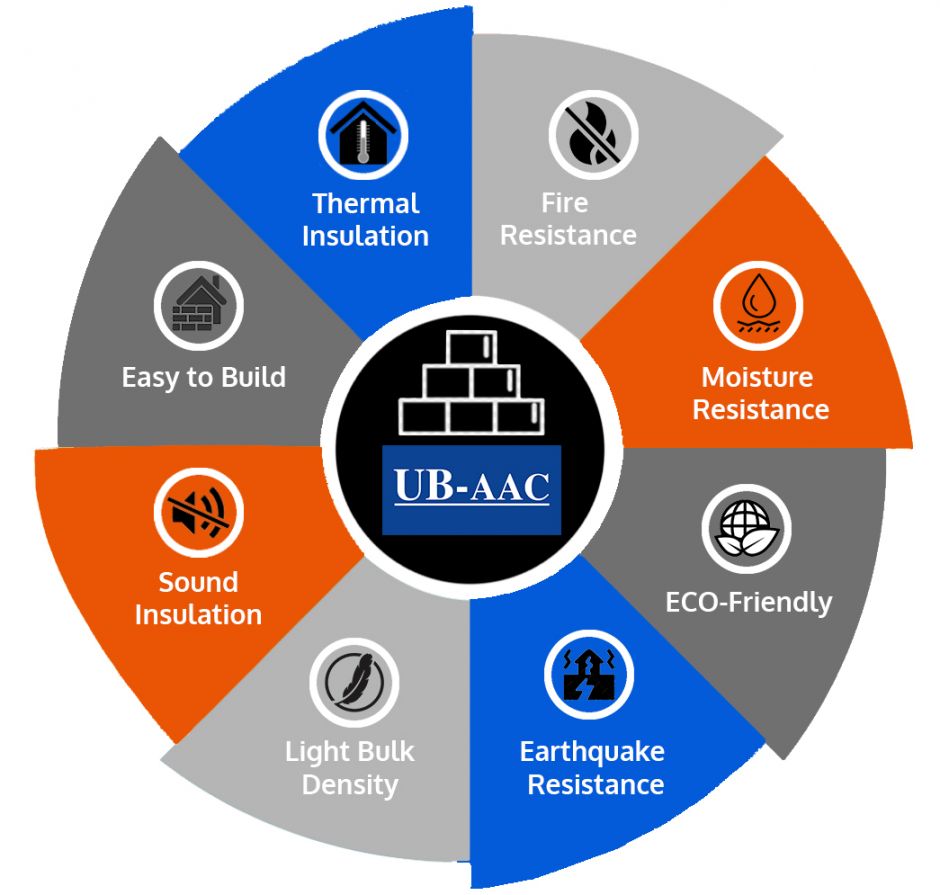 Thermal
Insulation
Fire
Resistance
Moisture
Resistance
ECO-Friendly
Earthquake
Resistance
Light Bulk
Density
Sound
Insulation
Easy to Build
UB-AAC